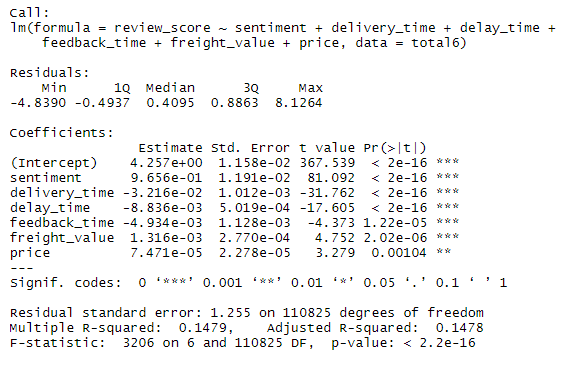 Call:
lm(formula = review_score ~ sentiment + delivery_time + delay_time +
    feedback_time + freight_value + price, data = total6)

Residuals:
    Min      1Q  Median      3Q     Max
-4.8390 -0.4937  0.4095  0.8863  8.1264

Coefficients:
                Estimate Std. Error t value Pr(>|t|)
(Intercept)    4.257e+00  1.158e-02 367.539  < 2e-16 ***
sentiment      9.656e-01  1.191e-02  81.092  < 2e-16 ***
delivery_time -3.216e-02  1.012e-03 -31.762  < 2e-16 ***
delay_time    -8.836e-03  5.019e-04 -17.605  < 2e-16 ***
feedback_time -4.934e-03  1.128e-03  -4.373 1.22e-05 ***
freight_value  1.316e-03  2.770e-04   4.752 2.02e-06 ***
price          7.471e-05  2.278e-05   3.279  0.00104 **
---
Signif. codes:  0 ‘***’ 0.001 ‘**’ 0.01 ‘*’ 0.05 ‘.’ 0.1 ‘ ’ 1

Residual standard error: 1.255 on 110825 degrees of freedom
Multiple R-squared:  0.1479,    Adjusted R-squared:  0.1478
F-statistic:  3206 on 6 and 110825 DF,  p-value: < 2.2e-16